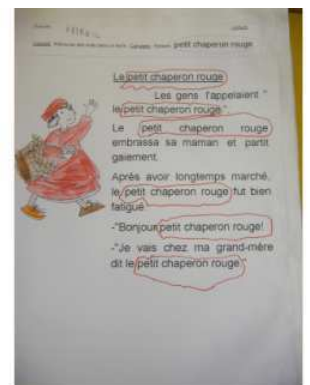 petit chaperon rouge
Le petit chaperon rouge
Les gens l'appelaient "
le petit chaperon rouge."
Le petit chaperon rouge
embrassa sa maman et partit
gaiement.
Après avoir longtemps marché,
le petit chaperon rouge fut bien
fatigué.
-"Bonjour petit chaperon rouge!
-"Je vais chez ma grand-mère
dit le petit chaperon rouge."